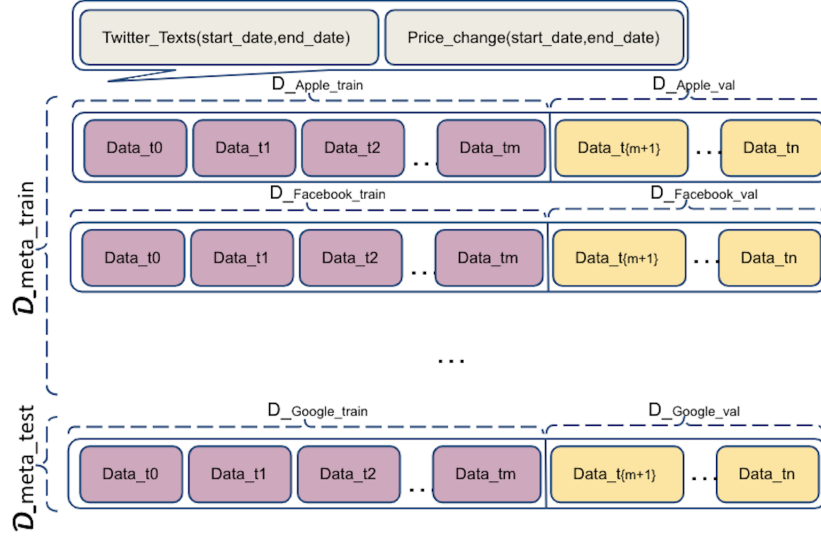 Twitter_Texts(start_date,end_date) Price_change(start_date,end_date)
D_Apple_train D_Apple_val
Data_t0 Data_t1 Data_t2 ... Data_tm Data_t{m+1} ... Data_tn
D_Facebook_train D_Facebook_val
Data_t0 Data_t1 Data_t2 ... Data_tm Data_t{m+1} ... Data_tn
D_meta_train
...
D_Google_train D_Google_val
Data_t0 Data_t1 Data_t2 ... Data_tm Data_t{m+1} ... Data_tn
D_meta_test